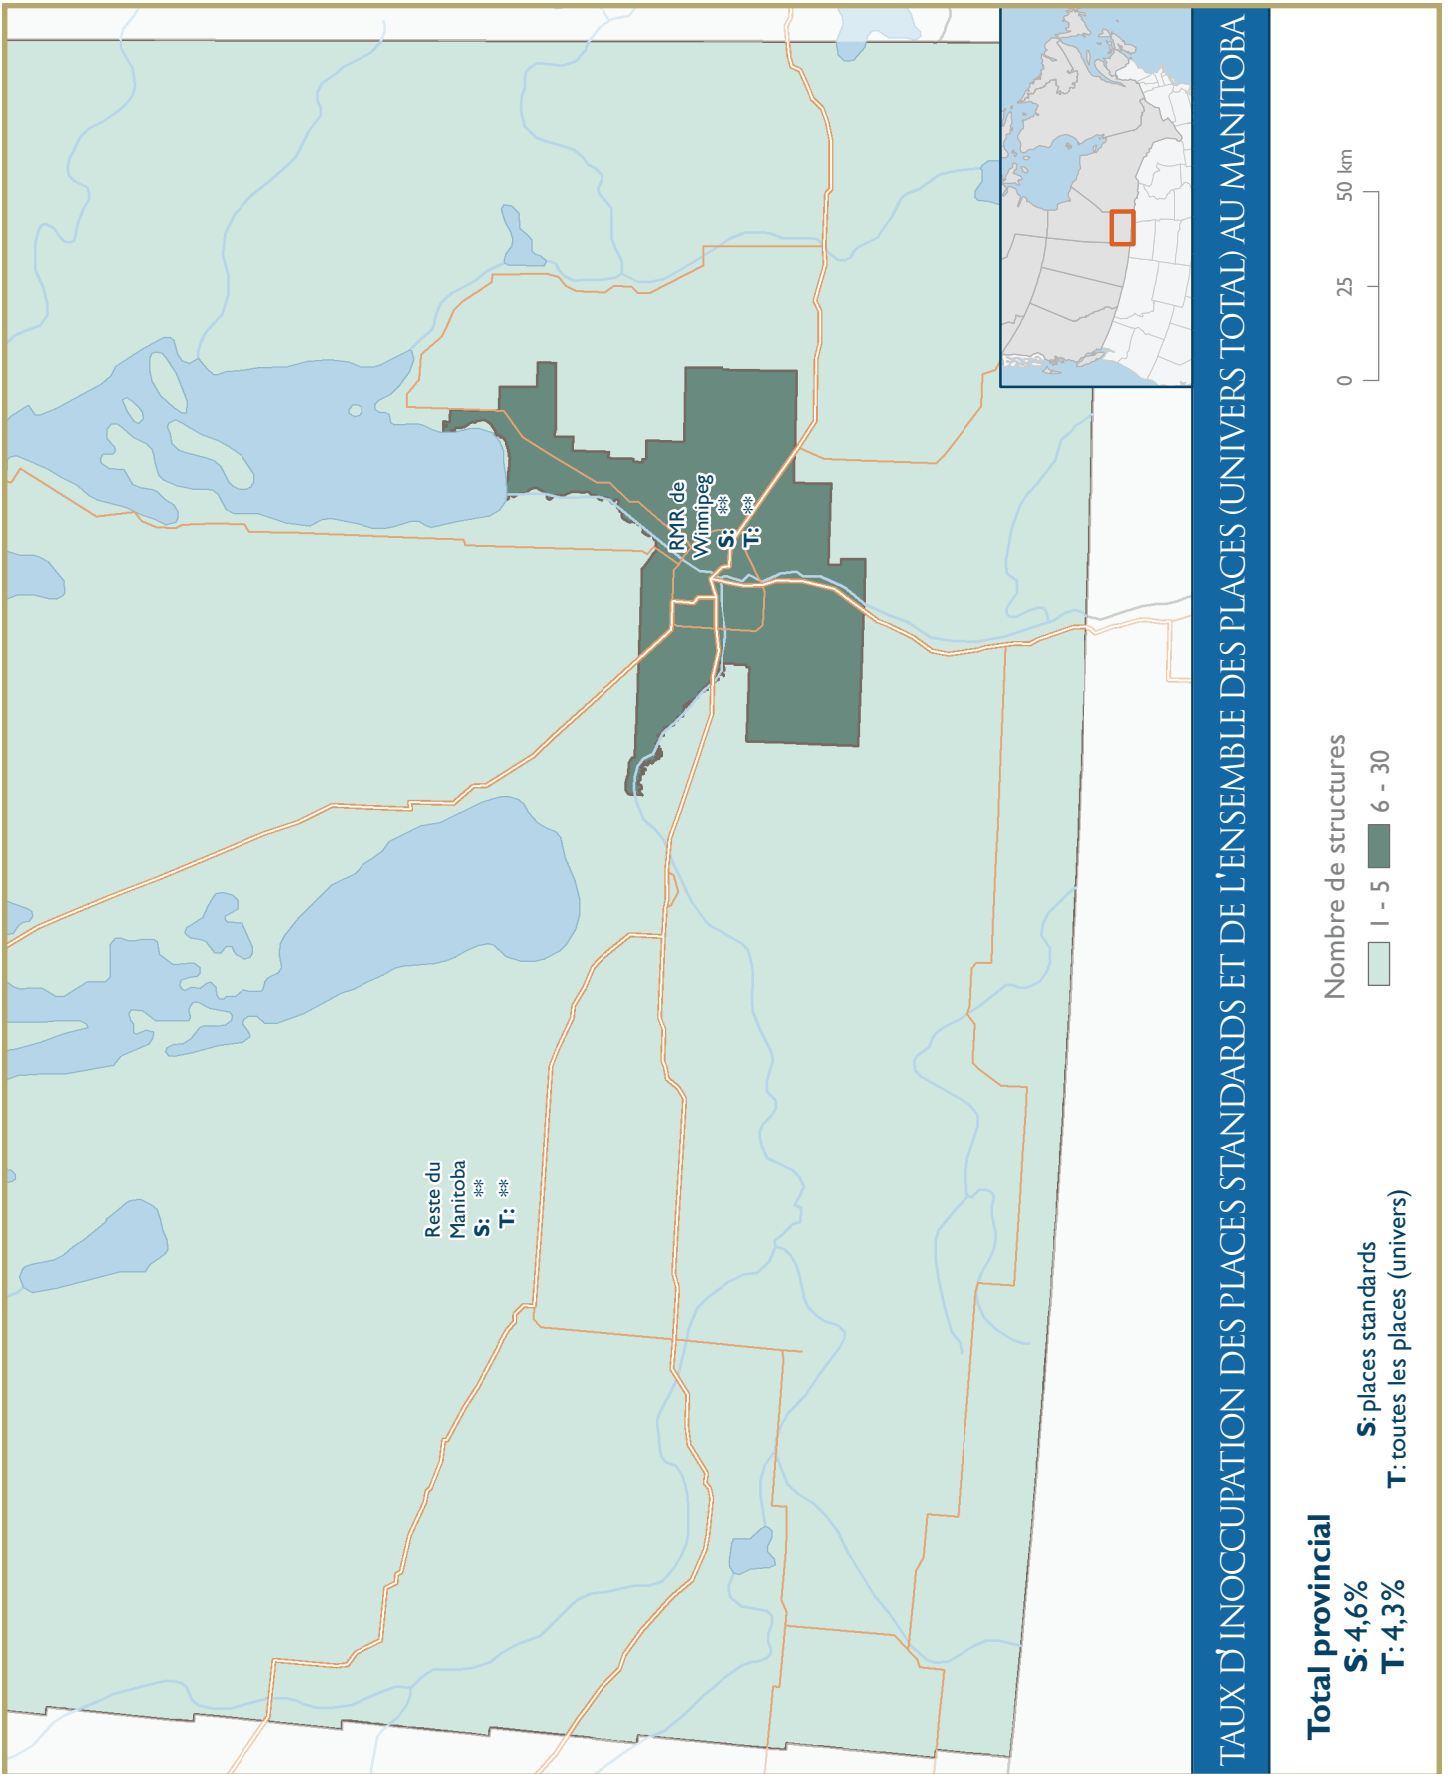 Reste du
Manitoba
S: **
T: **
RMR de
Winnipeg
S: **
T: **
TAUX D'INOCCUPATION DES PLACES STANDARDS ET DE L'ENSEMBLE DES PLACES (UNIVERS TOTAL) AU MANITOBA
Total provincial
S: 4,6%
T: 4,3%
S: places standards
T: toutes les places (univers)
Nombre de structures
1 - 5
6 - 30
0 25 50 km